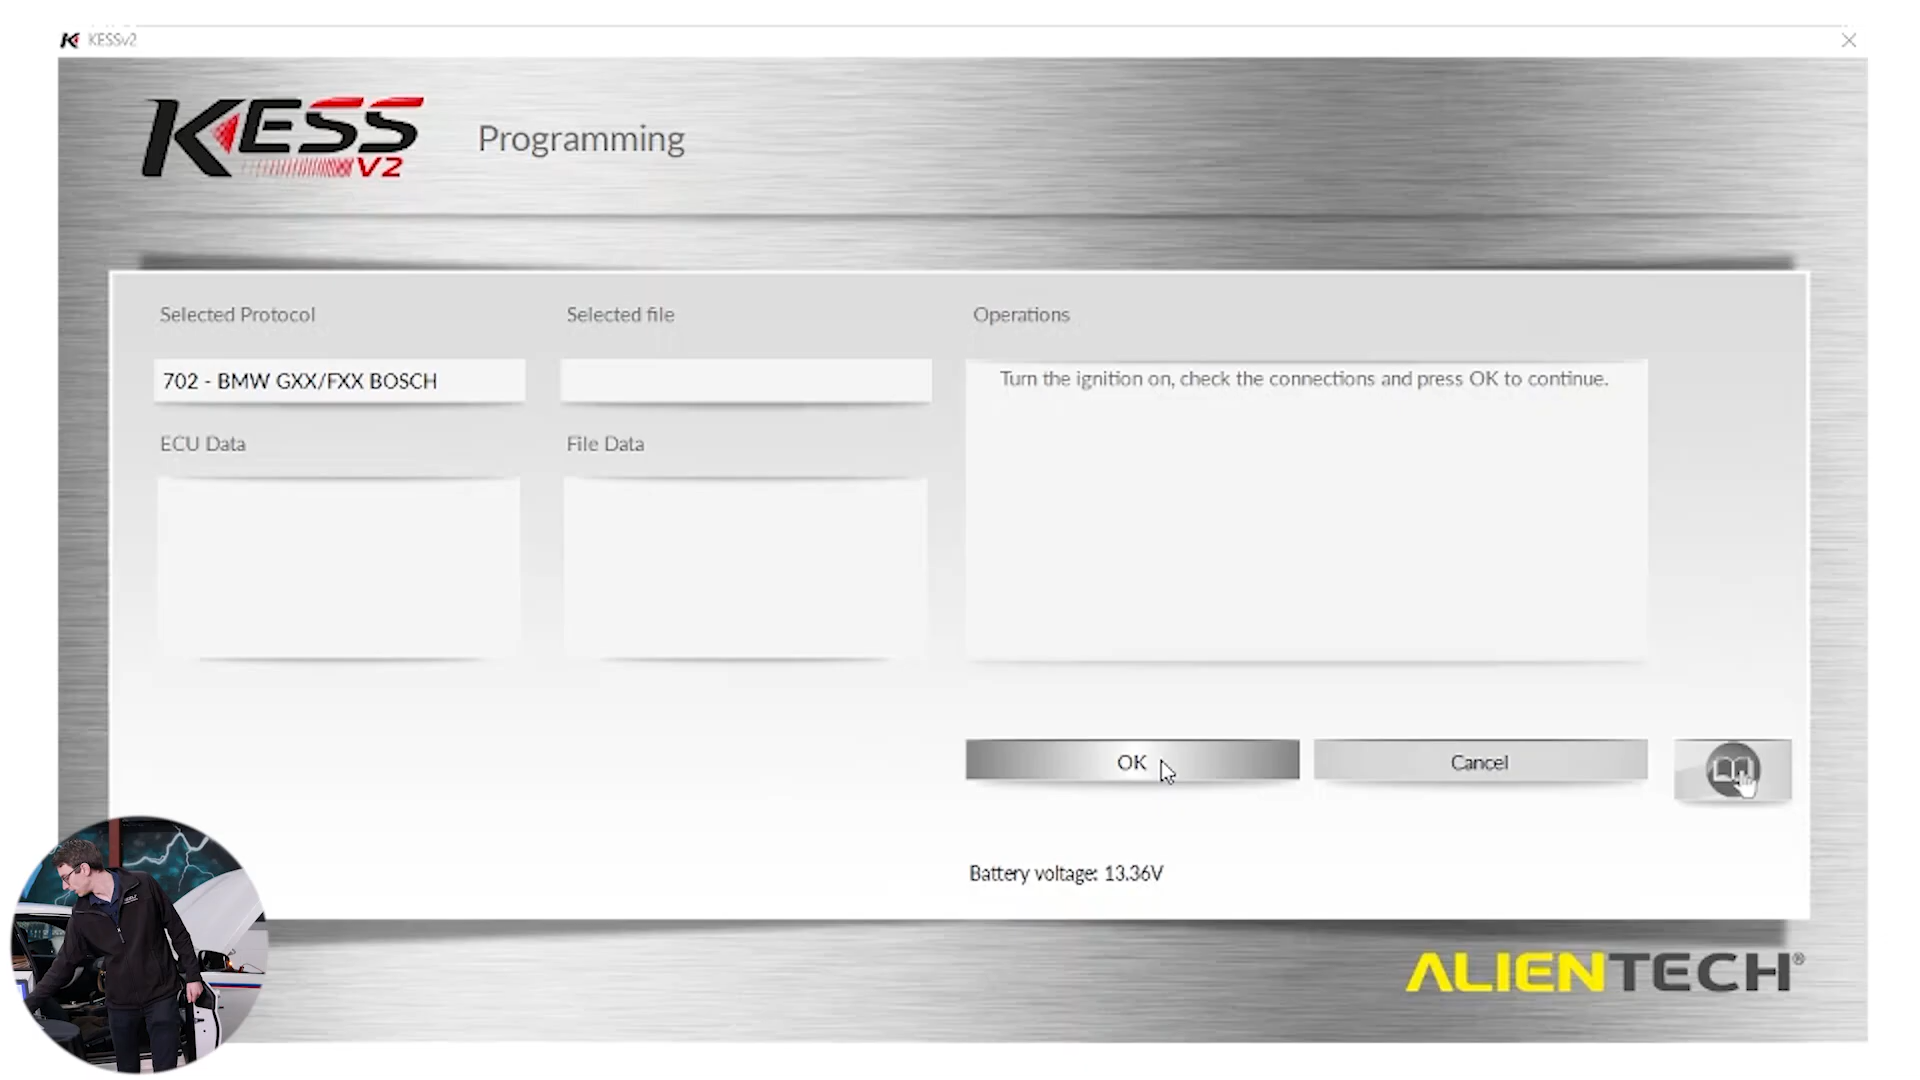 KESSv2
KESS
V2
Programming
Selected Protocol
Selected file
Operations
702 - BMW GXX/FXX BOSCH
Turn the ignition on, check the connections and press OK to continue.
ECU Data
File Data
OK
Cancel
Battery voltage: 13.36V
ALIENTECH®